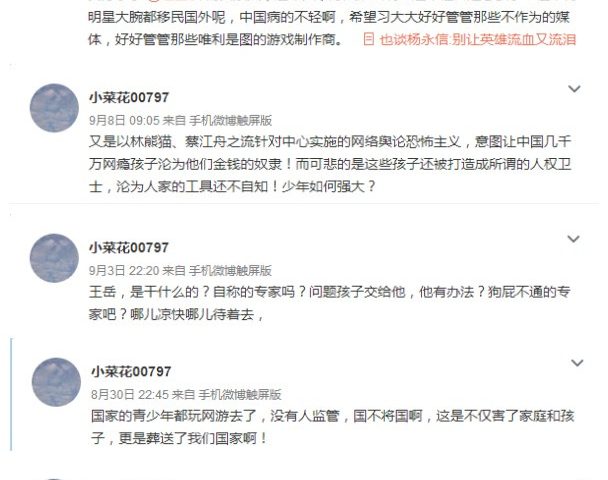 明星大腕都移民国外呢，中国病的不轻啊，希望习大大好好管管那些不作为的媒
体，好好管管那些唯利是图的游戏制作商。 也谈杨永信:别让英雄流血又流泪
小菜花00797
9月8日 09:05 来自 手机微博触屏版
又是以林熊猫、蔡江舟之流针对中心实施的网络舆论恐怖主义，意图让中国几千
万网瘾孩子沦为他们金钱的奴隶！而可悲的是这些孩子还被打造成所谓的人权卫
士，沦为人家的工具还不自知！少年如何强大？
小菜花00797
9月3日 22:20 来自 手机微博触屏版
王岳，是干什么的？自称的专家吗？问题孩子交给他，他有办法？狗屁不通的专
家吧？哪儿凉快哪儿待着去，
小菜花00797
8月30日 22:45 来自 手机微博触屏版
国家的青少年都玩网游去了，没有人监管，国不将国啊，这是不仅害了家庭和孩
子，更是葬送了我们国家啊！